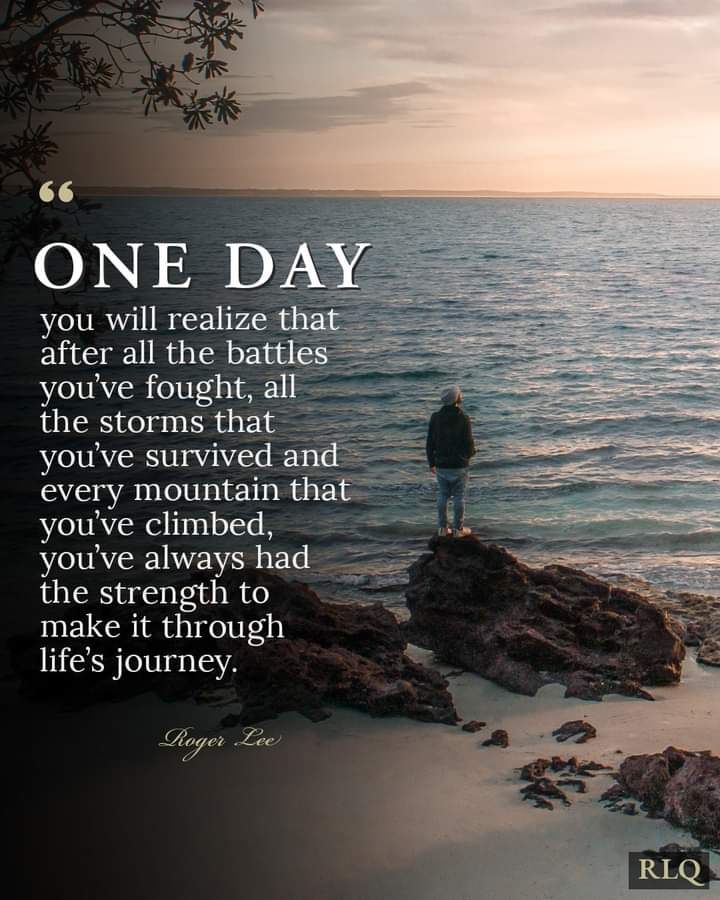 “
ONE DAY
you will realize that
after all the battles
you’ve fought, all
the storms that
you’ve survived and
every mountain that
you’ve climbed,
you’ve always had
the strength to
make it through
life’s journey.
Roger Lee
RLQ